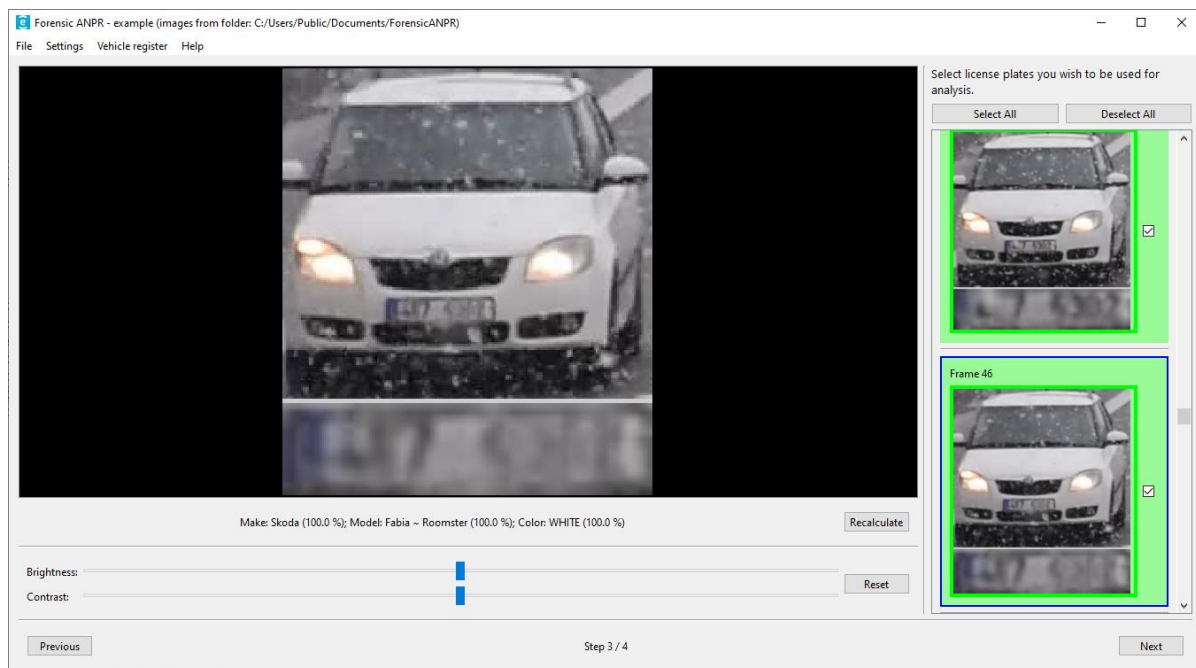 Forensic ANPR - example (images from folder: C:/Users/Public/Documents/ForensicANPR)
File Settings Vehicle register Help
Select license plates you wish to be used for
analysis.
Select All Deselect All
Frame 46
Make: Skoda (100.0 %); Model: Fabia ~ Roomster (100.0 %); Color: WHITE (100.0 %)
Recalculate
Brightness:
Contrast:
Reset
Previous
Step 3 / 4
Next